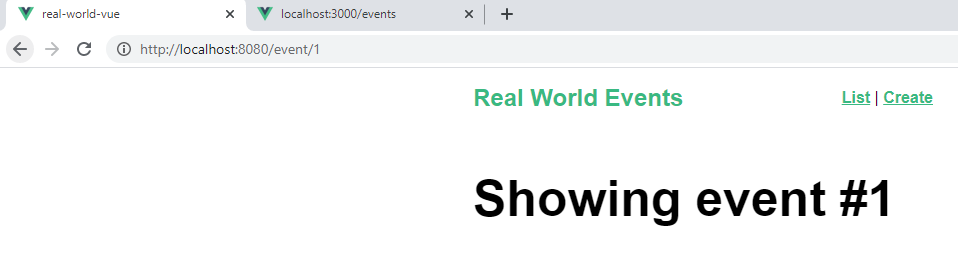 real-world-vue
localhost:3000/events
http://localhost:8080/event/1
Real World Events
List | Create
Showing event #1